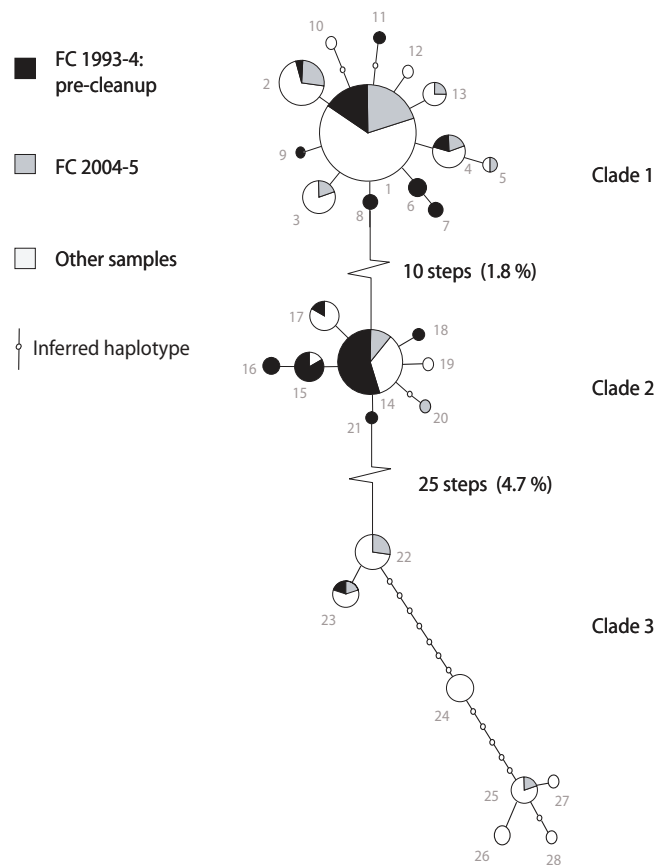 FC 1993-4:
pre-cleanup
FC 2004-5
Other samples
Inferred haplotype
10
11
12
2
13
9
4
5
1
3
8
6
7
Clade 1
10 steps (1.8 %)
17
18
16
19
15
14
20
21
Clade 2
25 steps (4.7 %)
22
23
Clade 3
24
25
27
26
28